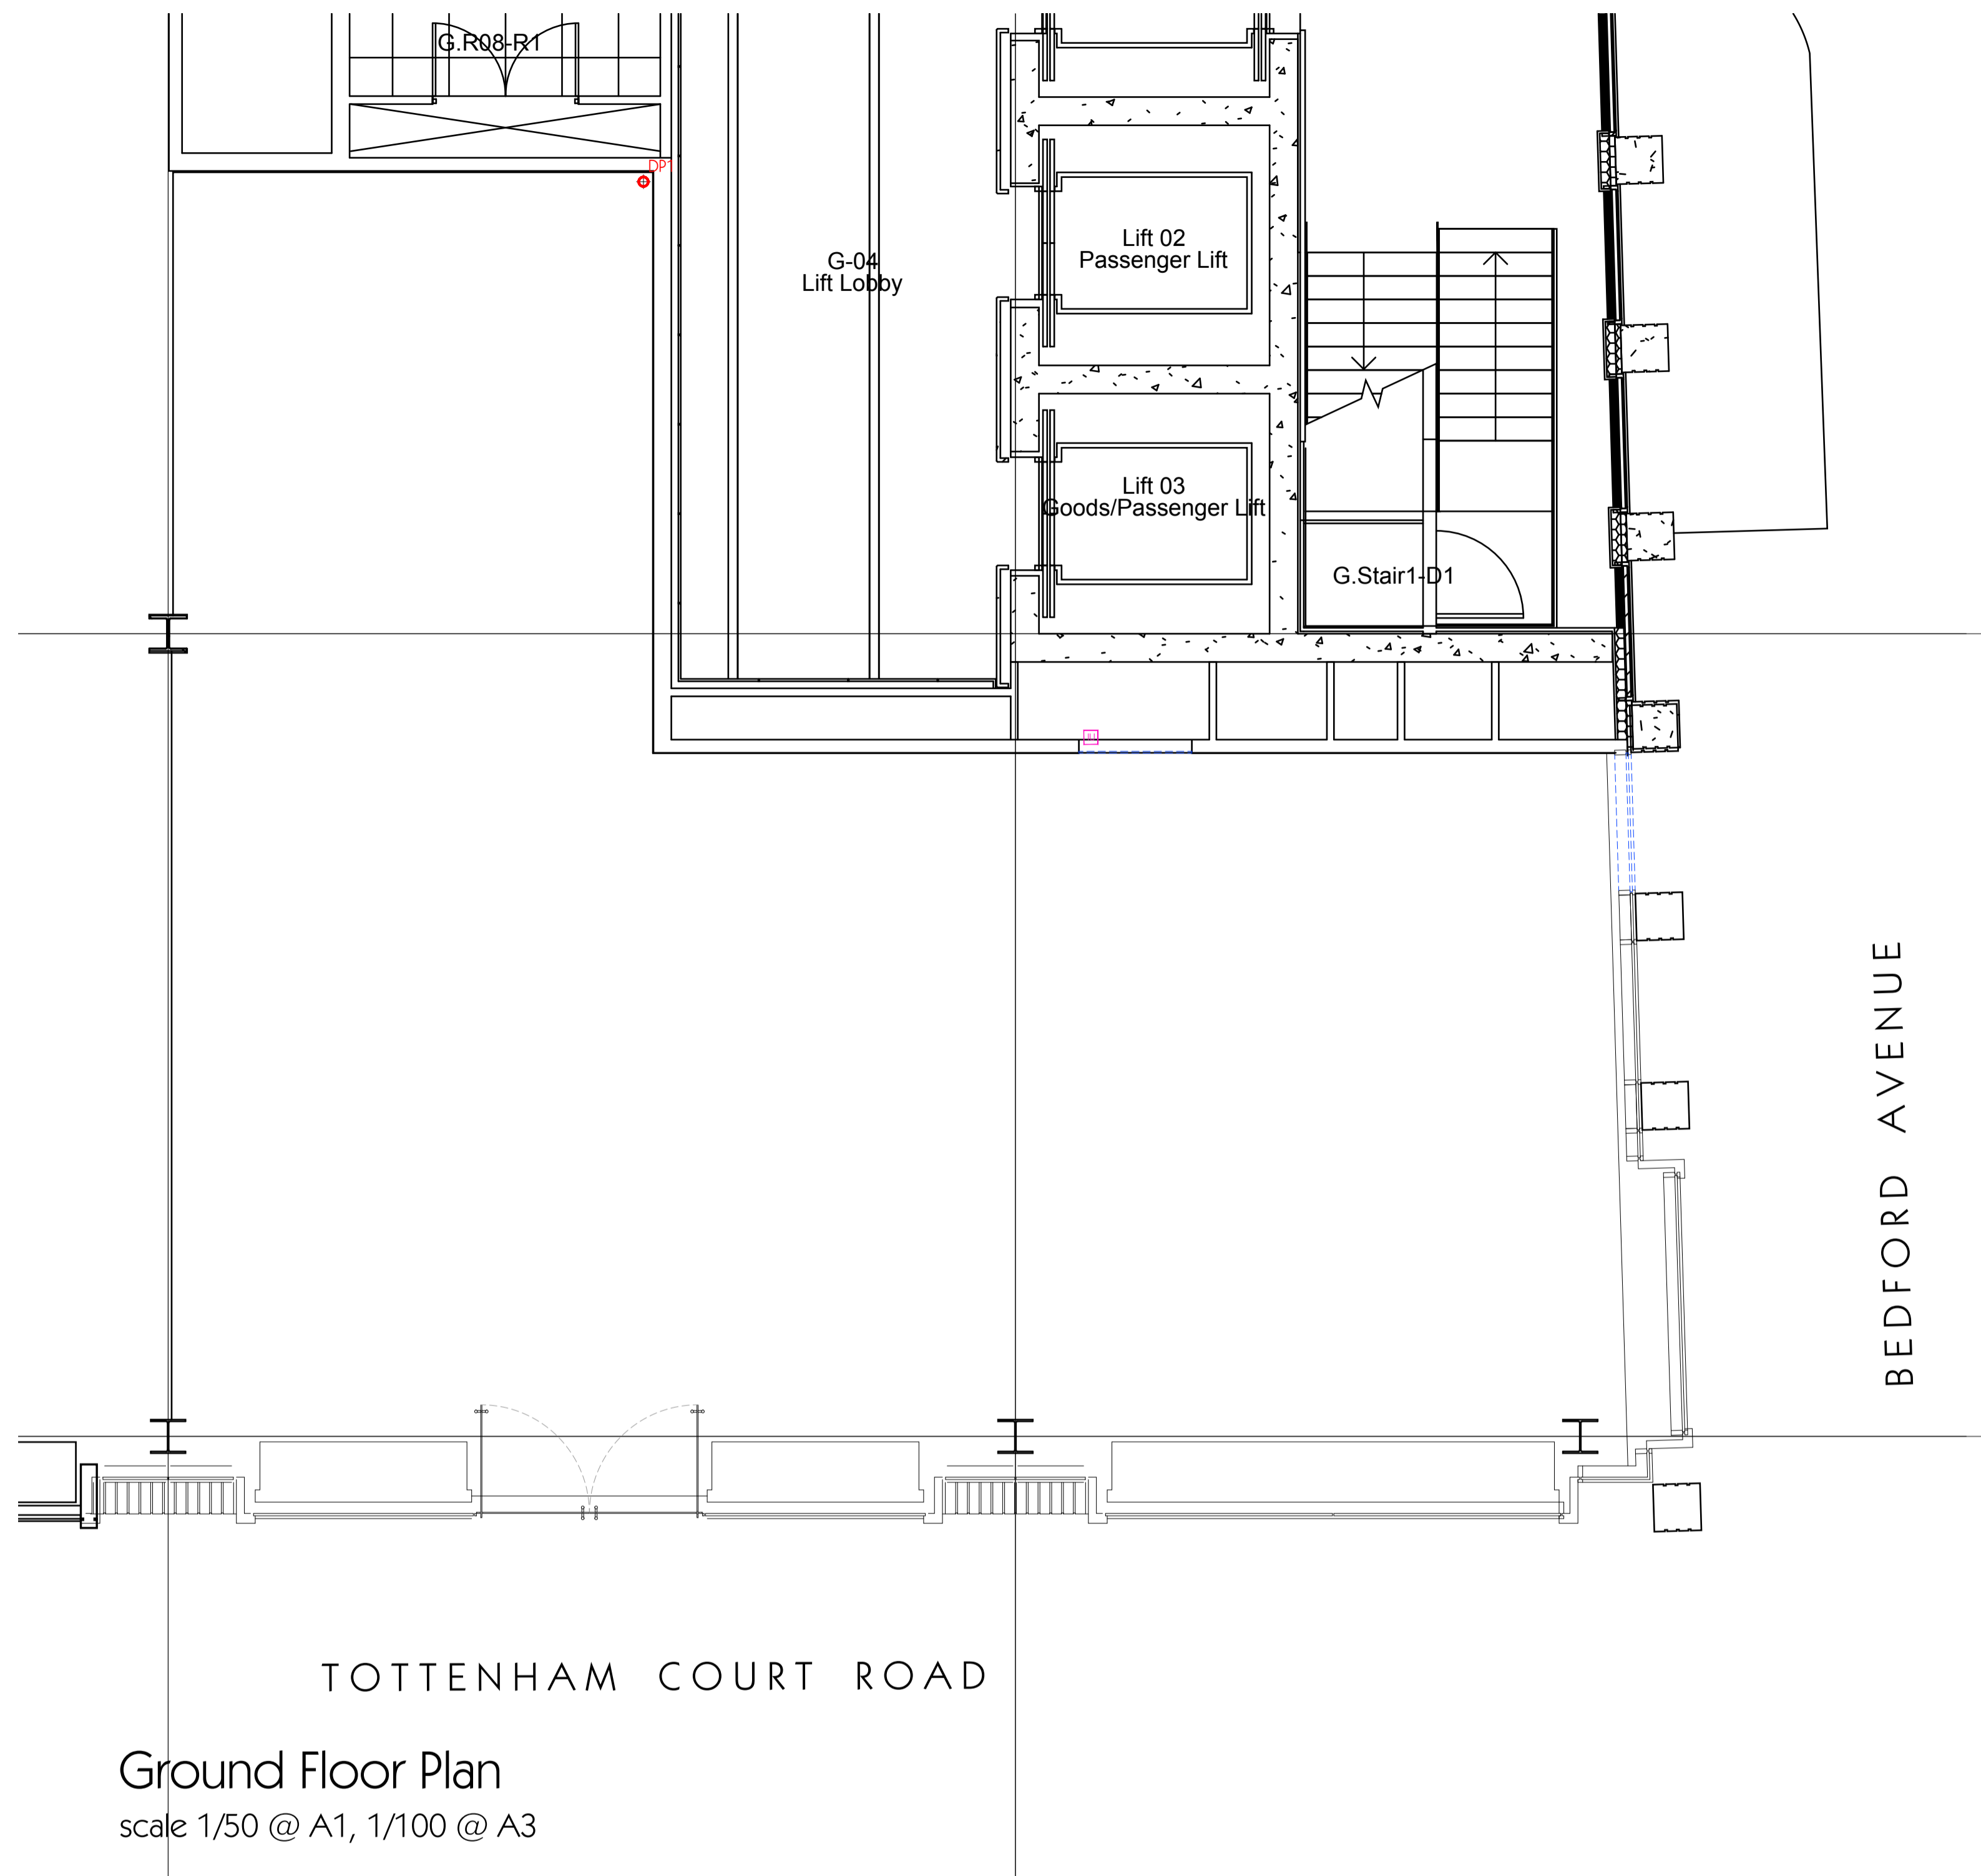 G.R08-R1
DP1
Lift 02
Passenger Lift
G-04
Lift Lobby
Lift 03
Goods/Passenger Lift
G.Stair1-D1
BEDFORD AVENUE
TOTTENHAM COURT ROAD
Ground Floor Plan
scale 1/50 @ A1, 1/100 @ A3